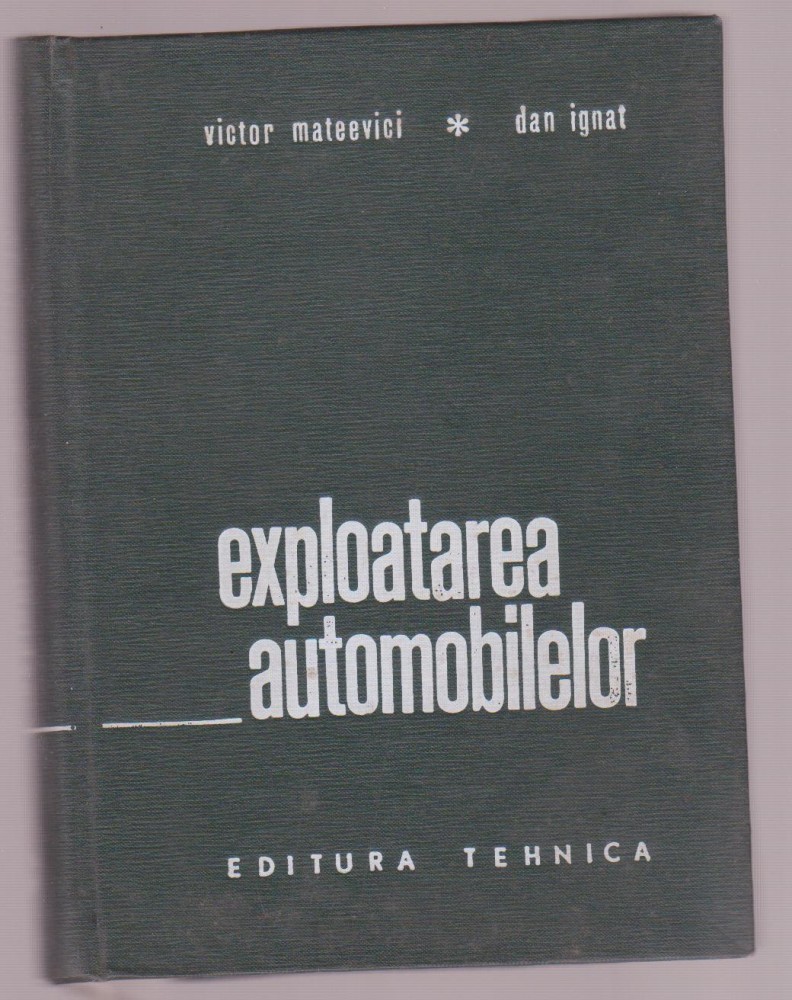 victor mateevici * dan ignat
exploatarea
automobilelor
EDITURA TEHNICA